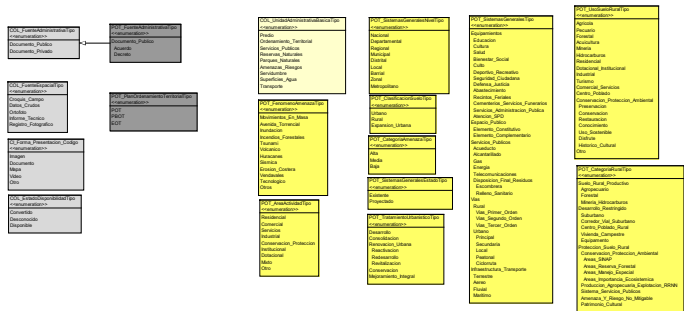 COL_FuenteAdministrativaTipo
<<enumeration>>
Documento_Publico
Documento_Privado
POT_FuenteAdministrativaTipo
<<enumeration>>
Documento_Publico
Acuerdo
Decreto
COL_FuenteEspacialTipo
<<enumeration>>
Croquis_Campo
Datos_Crudos
Ortofoto
Informe_Tecnico
Registro_Fotografico
POT_PlanOrdenamientoTerritorialTipo
<<enumeration>>
POT
PBOT
EOT
CI_Forma_Presentacion_Codigo
<<enumeration>>
Imagen
Documento
Mapa
Video
Otro
COL_EstadoDisponibilidadTipo
<<enumeration>>
Convertido
Desconocido
Disponible
COL_UnidadAdministrativaBasicaTipo
<<enumeration>>
Predio
Ordenamiento_Territorial
Servicios_Publicos
Reservas_Naturales
Parques_Naturales
Amenazas_Riesgos
Servidumbre
Superficie_Agua
Transporte
POT_FenomenoAmenazaTipo
<<enumeration>>
Movimientos_En_Masa
Avenida_Torrencial
Inundacion
Incendios_Forestales
Tsunami
Volcanico
Huracanes
Sismica
Erosion_Costera
Vendavales
Tecnologico
Otros
POT_AreaActividadTipo
<<enumeration>>
Residencial
Comercial
Servicios
Industrial
Conservacion_Proteccion
Institucional
Dotacional
Mixto
Otro
POT_SistemasGeneralesNivelTipo
<<enumeration>>
Nacional
Departamental
Regional
Municipal
Distrital
Local
Barrial
Zonal
Metropolitano
POT_ClasificacionSueloTipo
<<enumeration>>
Urbano
Rural
Expansion_Urbana
POT_CategoriaAmenazaTipo
<<enumeration>>
Alta
Media
Baja
POT_SistemasGeneralesEstadoTipo
<<enumeration>>
Existente
Proyectado
POT_TratamientoUrbanisticoTipo
<<enumeration>>
Desarrollo
Consolidacion
Renovacion_Urbana
Reactivacion
Redesarrollo
Revitalizacion
Conservacion
Mejoramiento_Integral
POT_SistemasGeneralesTipo
<<enumeration>>
Equipamientos
Educacion
Cultura
Salud
Bienestar_Social
Culto
Deportivo_Recreativo
Seguridad_Ciudadana
Defensa_Justicia
Abastecimiento
Recintos_Feriales
Cementerios_Servicios_Funerarios
Servicios_Administracion_Publica
Atencion_SPD
Espacio_Publico
Elemento_Constitutivo
Elemento_Complementario
Servicios_Publicos
Acueducto
Alcantarillado
Gas
Energia
Telecomunicaciones
Disposicion_Final_Residuos
Escombrera
Relleno_Sanitario
Vias
Rural
Vias_Primer_Orden
Vias_Segundo_Orden
Vias_Tercer_Orden
Urbano
Principal
Secundaria
Local
Peatonal
Ciclorruta
Infraestructura_Transporte
Terrestre
Aereo
Fluvial
Maritimo
POT_UsoSueloRuralTipo
<<enumeration>>
Agricola
Pecuario
Forestal
Acuicultura
Mineria
Hidrocarburos
Residencial
Dotacional_Institucional
Industrial
Turismo
Comercial_Servicios
Centro_Poblado
Conservacion_Proteccion_Ambiental
Preservacion
Conservacion
Restauracion
Conocimiento
Uso_Sostenible
Disfrute
Historico_Cultural
Otro
POT_CategoriaRuralTipo
<<enumeration>>
Suelo_Rural_Productivo
Agropecuario
Forestal
Mineria_Hidrocarburos
Desarrollo_Restringido
Suburbano
Corredor_Vial_Suburbano
Centro_Poblado_Rural
Vivienda_Campestre
Equipamento
Proteccion_Suelo_Rural
Conservacion_Proteccion_Ambiental
Areas_SINAP
Areas_Reserva_Forestal
Areas_Manejo_Especial
Areas_Importancia_Ecosistemica
Produccion_Agropecuaria_Explotacion_RRNN
Sistema_Servicios_Publicos
Amenaza_Y_Riesgo_No_Mitigable
Patrimonio_Cultural